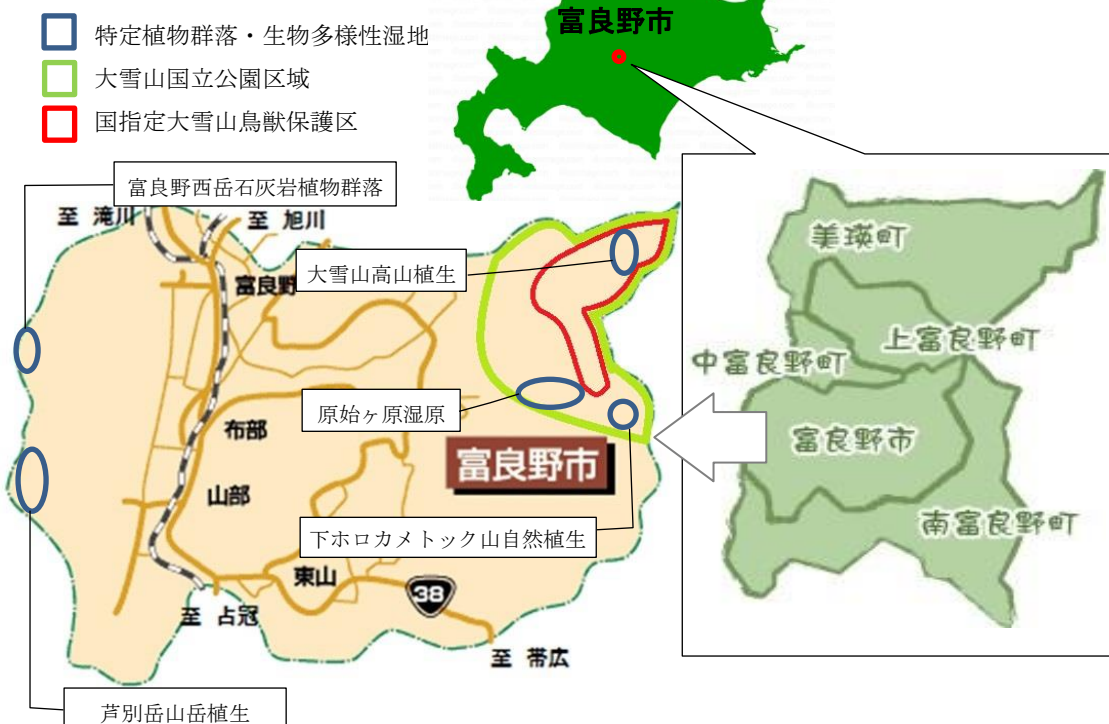 特定植物群落・生物多様性湿地
大雪山国立公園区域
国指定大雪山鳥獣保護区
富良野市
富良野西岳石灰岩植物群落
至 滝川
至 旭川
富良野
大雪山高山植生
原始ヶ原湿原
布部
富良野市
山部
下ホロカメトック山自然植生
東山
38
至 占冠
至 帯広
芦別岳山岳植生
美瑛町
上富良野町
中富良野町
富良野市
南富良野町